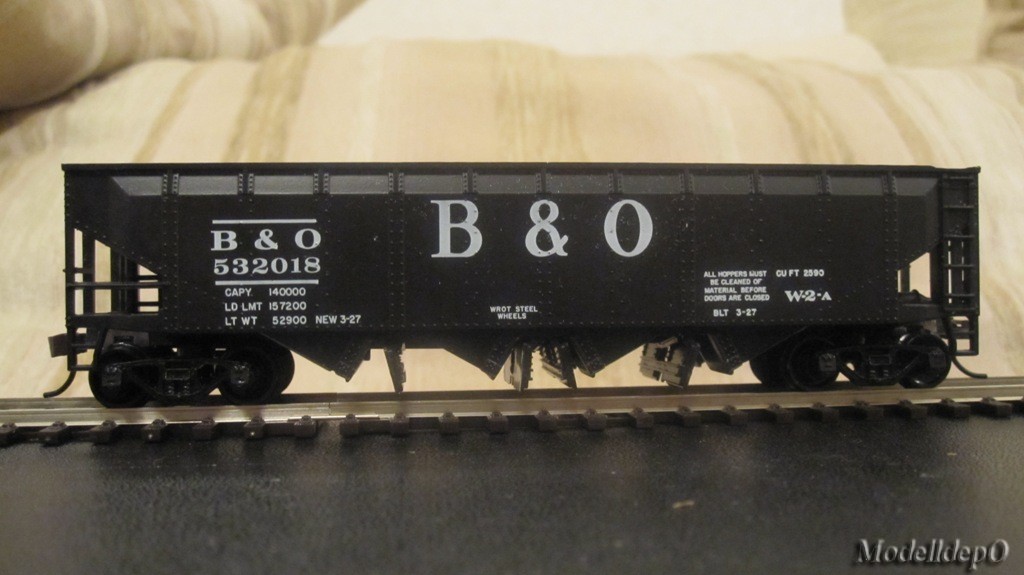 B & O
532018
CAPY. 140000
LD LMT 157200
LT WT 52900 NEW 3-27
B & O
WROT STEEL
WHEELS
ALL HOPPERS MUST
BE CLEANED OF
MATERIAL BEFORE
DOORS ARE CLOSED
BLT 3-27
CU FT 2590
W-2-A
ModelldepO